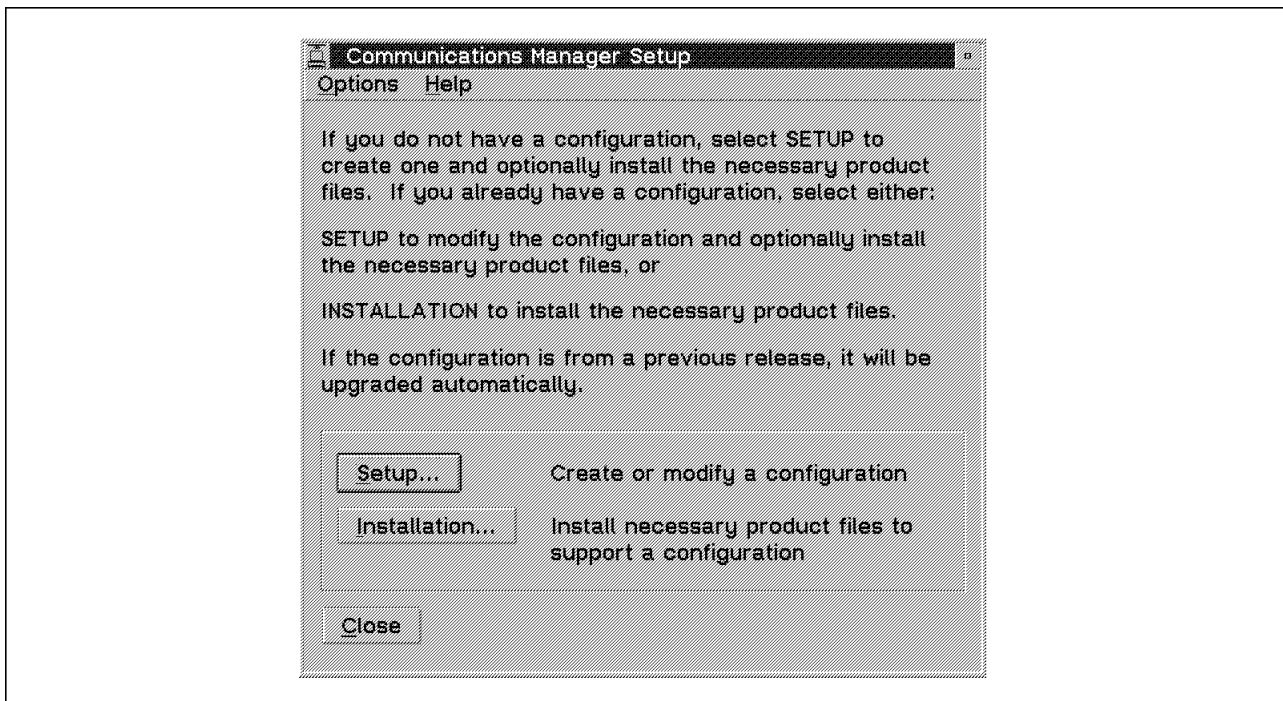 Communications Manager Setup
Options Help
If you do not have a configuration, select SETUP to
create one and optionally install the necessary product
files. If you already have a configuration, select either:
SETUP to modify the configuration and optionally install
the necessary product files, or
INSTALLATION to install the necessary product files.
If the configuration is from a previous release, it will be
upgraded automatically.
Setup... Create or modify a configuration
Installation... Install necessary product files to
support a configuration
Close